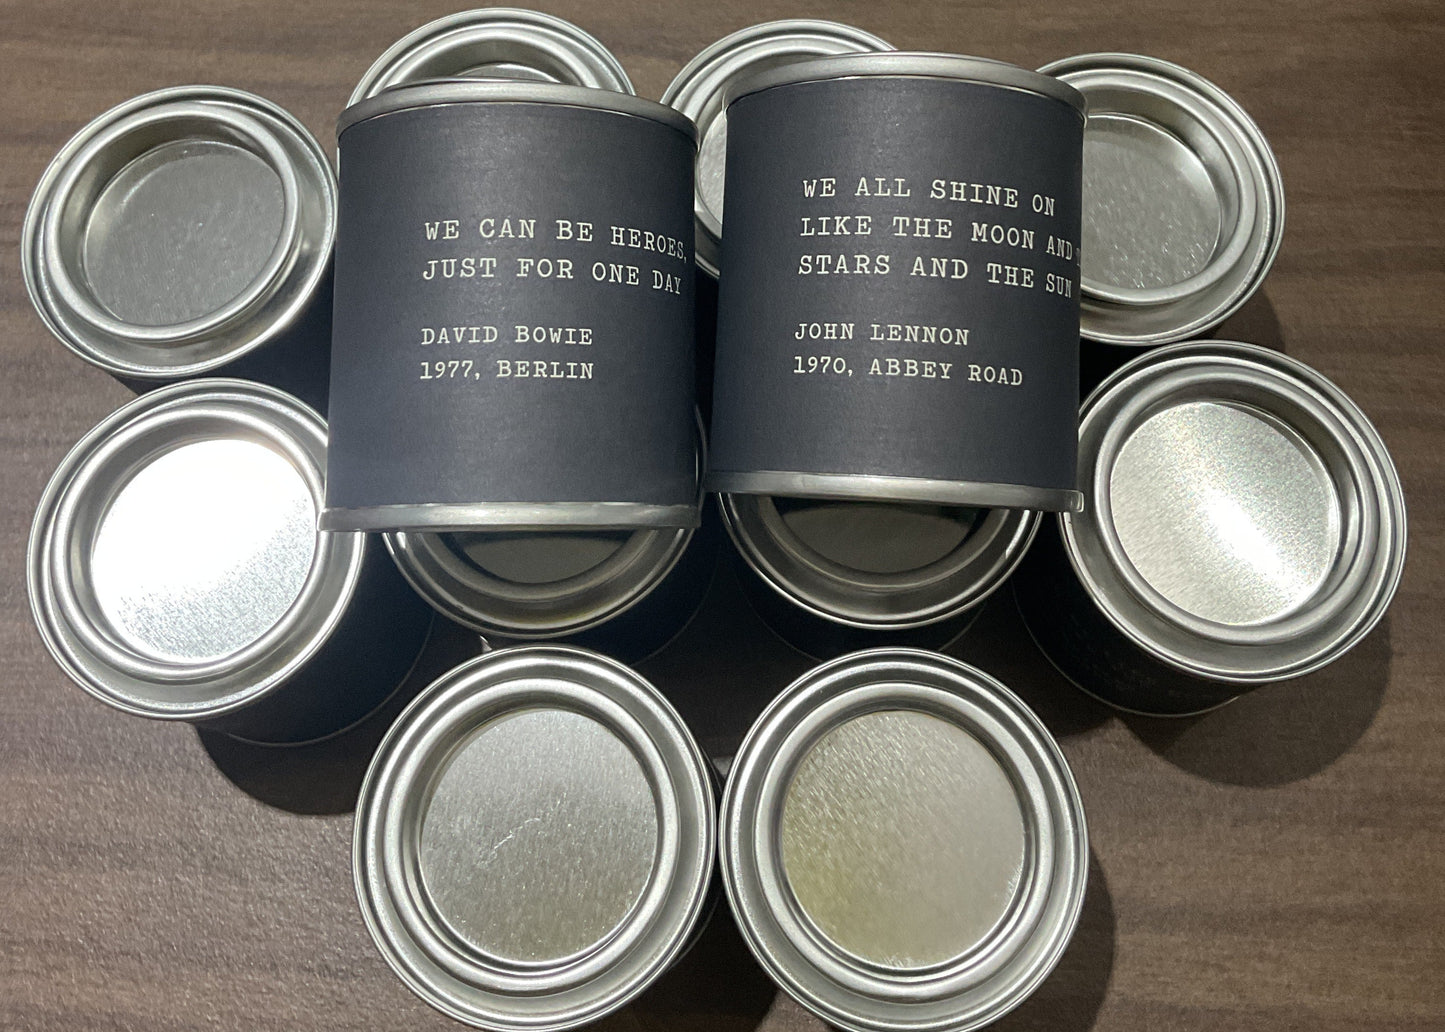 WE CAN BE HEROES,
JUST FOR ONE DAY
DAVID BOWIE
1977, BERLIN
WE ALL SHINE ON
LIKE THE MOON AND
STARS AND THE SUN
JOHN LENNON
1970, ABBEY ROAD